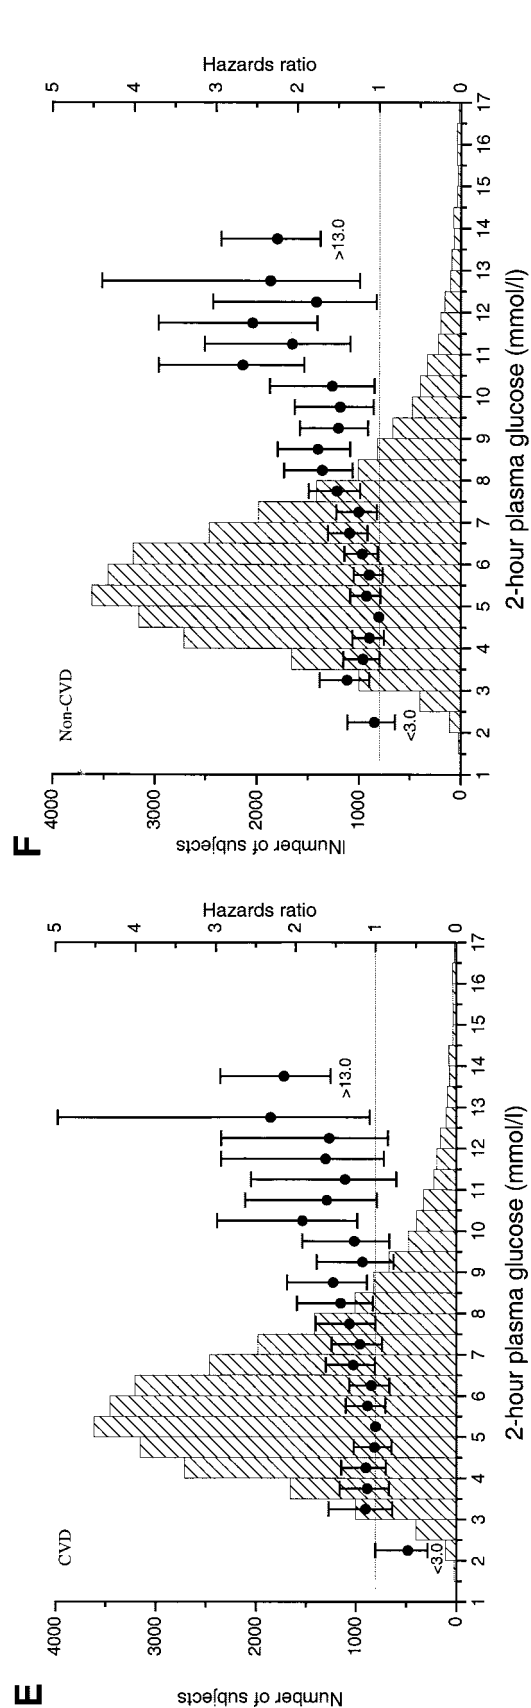 E
CVD
Number of subjects
4000
3000
2000
1000
0
Hazards ratio
5
4
3
2
1
0
<3.0
>13.0
1 2 3 4 5 6 7 8 9 10 11 12 13 14 15 16 17
2-hour plasma glucose (mmol/l)
F
Non-CVD
Number of subjects
4000
3000
2000
1000
0
Hazards ratio
5
4
3
2
1
0
<3.0
>13.0
1 2 3 4 5 6 7 8 9 10 11 12 13 14 15 16 17
2-hour plasma glucose (mmol/l)